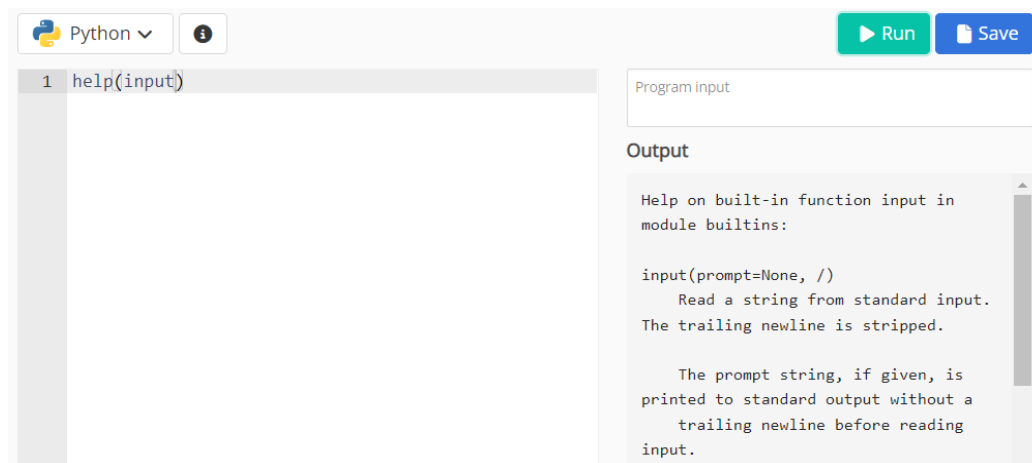 Python
Run
Save
1 help(input)
Program input
Output
Help on built-in function input in
module builtins:
input(prompt=None, /)
Read a string from standard input.
The trailing newline is stripped.
The prompt string, if given, is
printed to standard output without a
trailing newline before reading
input.